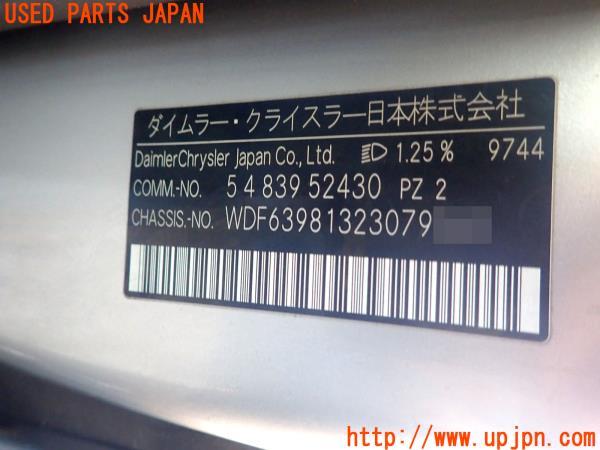 USED PARTS JAPAN
ダイムラー・クライスラー日本株式会社
DaimlerChrysler Japan Co., Ltd. 1.25% 9744
COMM.-NO. 5 4 839 52430 PZ 2
CHASSIS.-NO. WDF63981323079
http://www.upjpn.com/